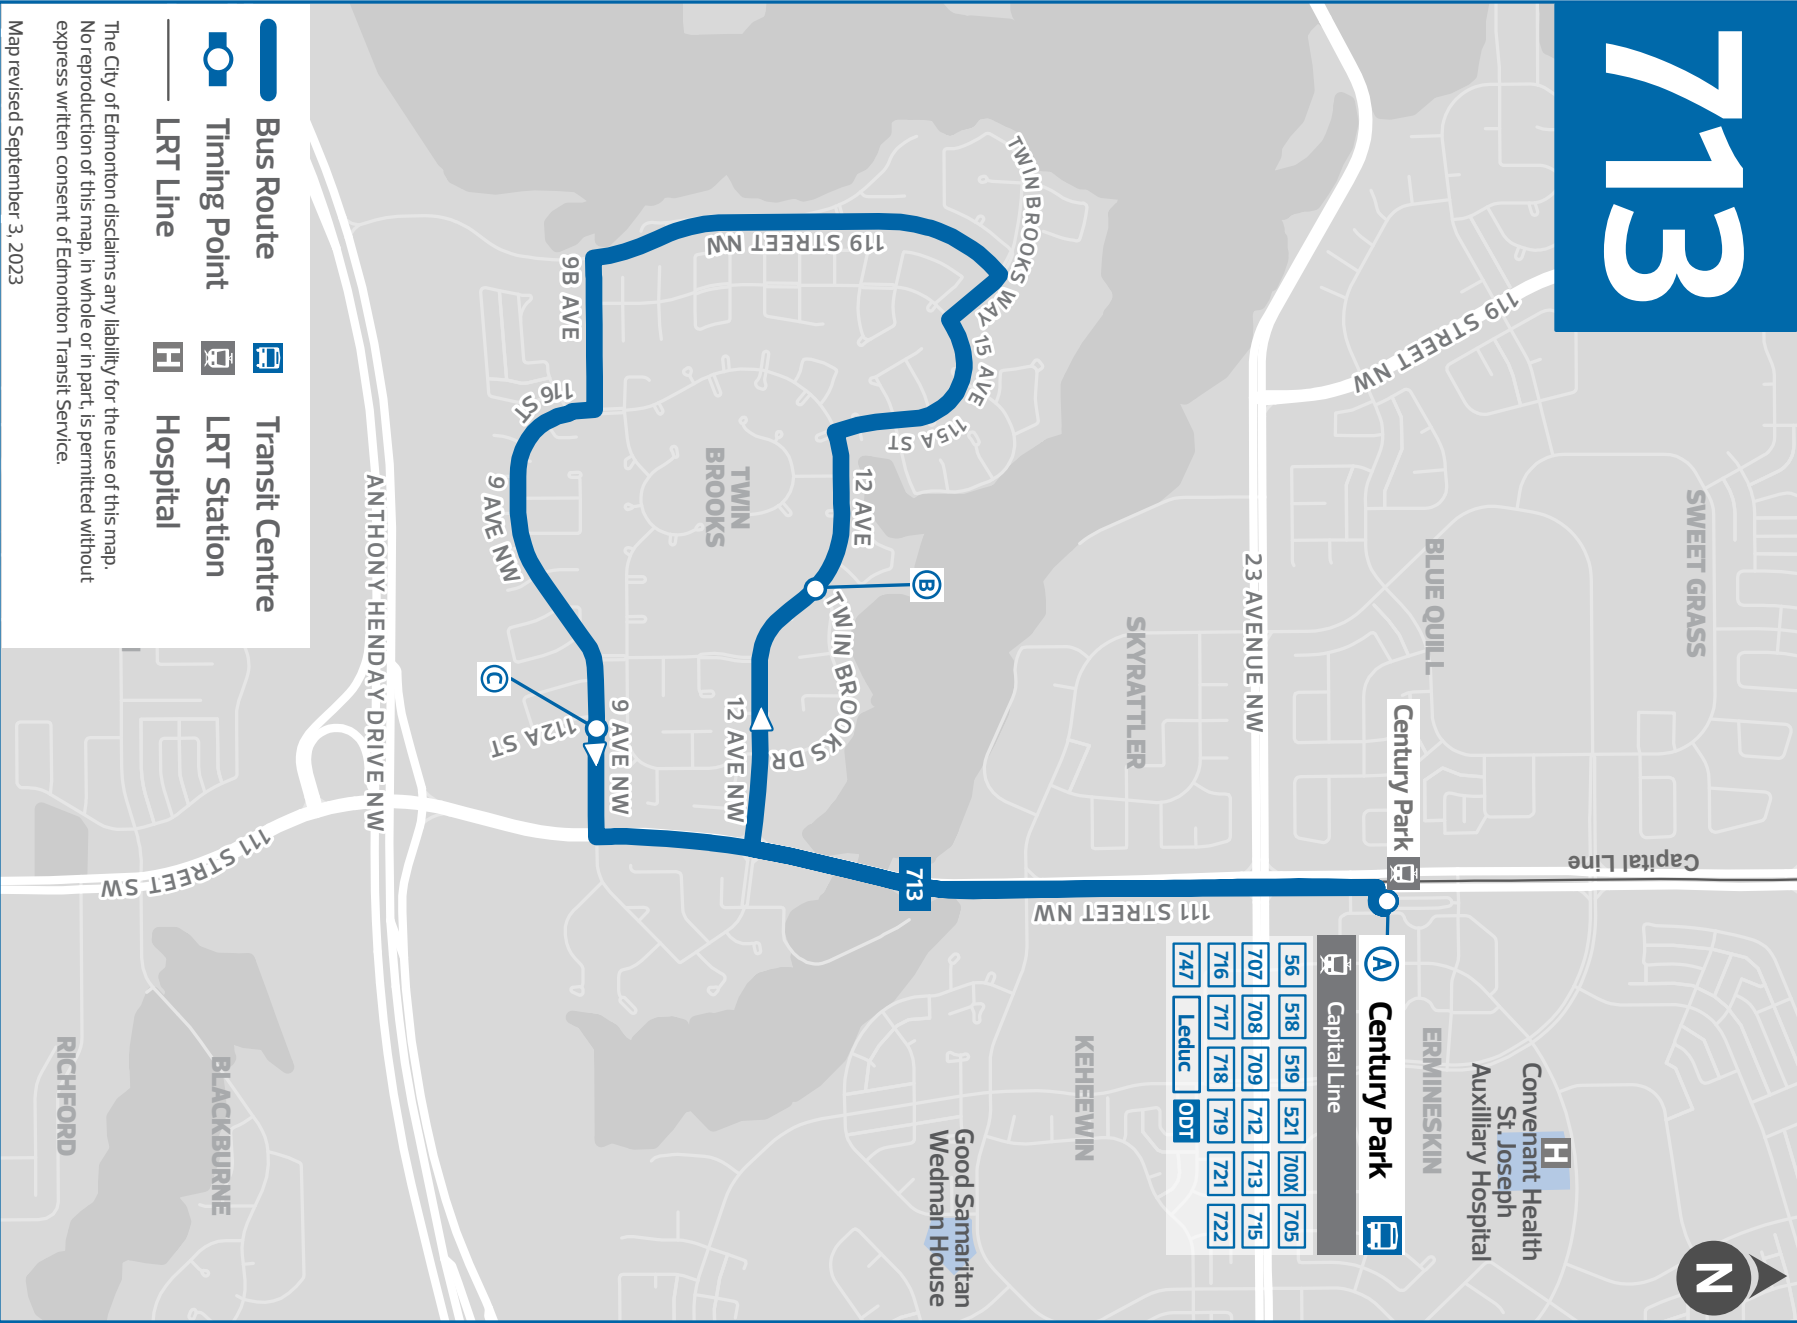 713
119 STREET NW
SWEET GRASS
BLUE QUILL
23 AVENUE NW
SKYRATTLER
TWIN BROOKS WAY
15 AVE
115A ST
119 STREET NW
9B AVE
116 ST
9 AVE NW
12 AVE
TWIN
BROOKS
B
TWIN BROOKS DR
12 AVE NW
9 AVE NW
C
112A ST
ANTHONY HENDAY DRIVE NW
111 STREET SW
713
111 STREET NW
Century Park
Capital Line
A
Century Park
Capital Line
56 518 519 521 700X 705
707 708 709 712 713 715
716 717 718 719 721 722
747 Leduc ODT
ERMINESKIN
Convenant Health
St. Joseph
Auxilliary Hospital
H
KEHEEWIN
Good Samaritan
Wedman House
BLACKBURNE
RICHFORD
N
Bus Route
Timing Point
LRT Line
Transit Centre
LRT Station
H Hospital
The City of Edmonton disclaims any liability for the use of this map.
No reproduction of this map, in whole or in part, is permitted without
express written consent of Edmonton Transit Service.
Map revised September 3, 2023